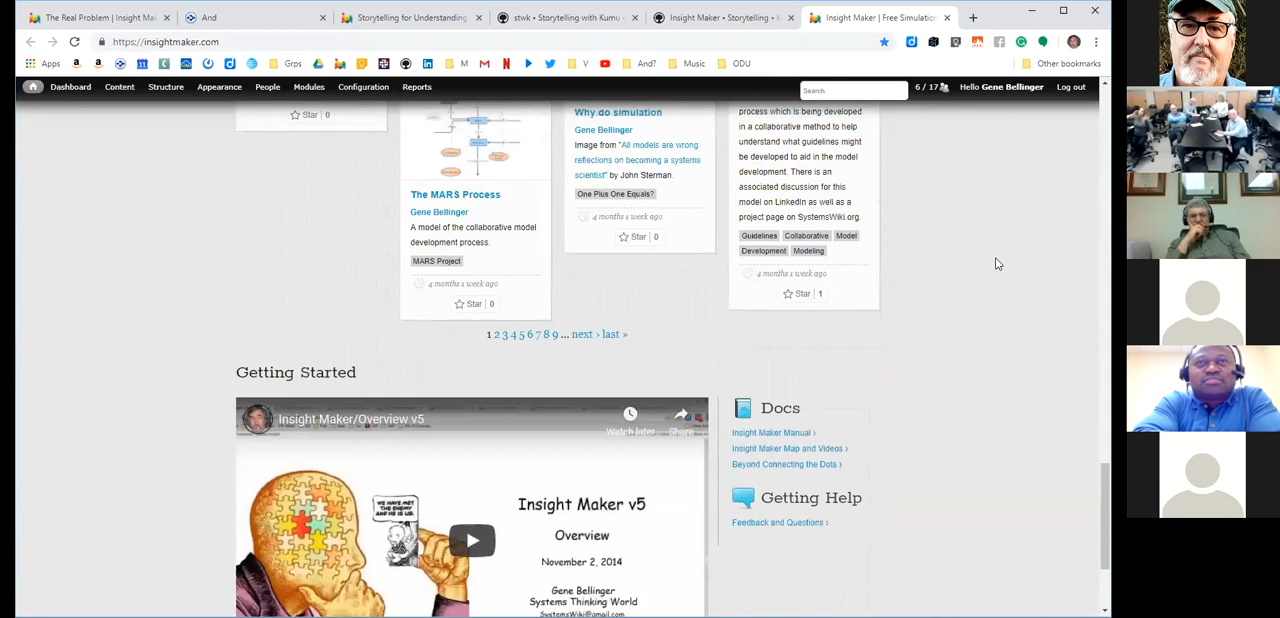 The Real Problem | Insight Ma
And
Storytelling for Understanding
stwk • Storytelling with Kumu
Insight Maker • Storytelling •
Insight Maker | Free Simulation
https://insightmaker.com
Apps
Grps
M
V
And?
Music
ODU
Other bookmarks
Dashboard
Content
Structure
Appearance
People
Modules
Configuration
Reports
Search
6 / 17
Hello Gene Bellinger
Log out
Star 0
The MARS Process
Gene Bellinger
A model of the collaborative model
development process.
MARS Project
4 months 1 week ago
Star 0
Why do simulation
Gene Bellinger
Image from "All models are wrong:
reflections on becoming a systems
scientist" by John Sterman.
One Plus One Equals?
4 months 1 week ago
Star 0
process which is being developed
in a collaborative method to help
understand what guidelines might
be developed to aid in the model
development. There is an
associated discussion for this
model on LinkedIn as well as a
project page on SystemsWiki.org.
Guidelines Collaborative Model
Development Modeling
4 months 1 week ago
Star 1
1 2 3 4 5 6 7 8 9 … next › last »
Getting Started
Insight Maker/Overview v5
Watch later
Share
WE HAVE MET
THE ENEMY
AND HE IS US.
Insight Maker v5
Overview
November 2, 2014
Gene Bellinger
Systems Thinking World
SystemsWiki@gmail.com
Docs
Insight Maker Manual ›
Insight Maker Map and Videos ›
Beyond Connecting the Dots ›
Getting Help
Feedback and Questions ›